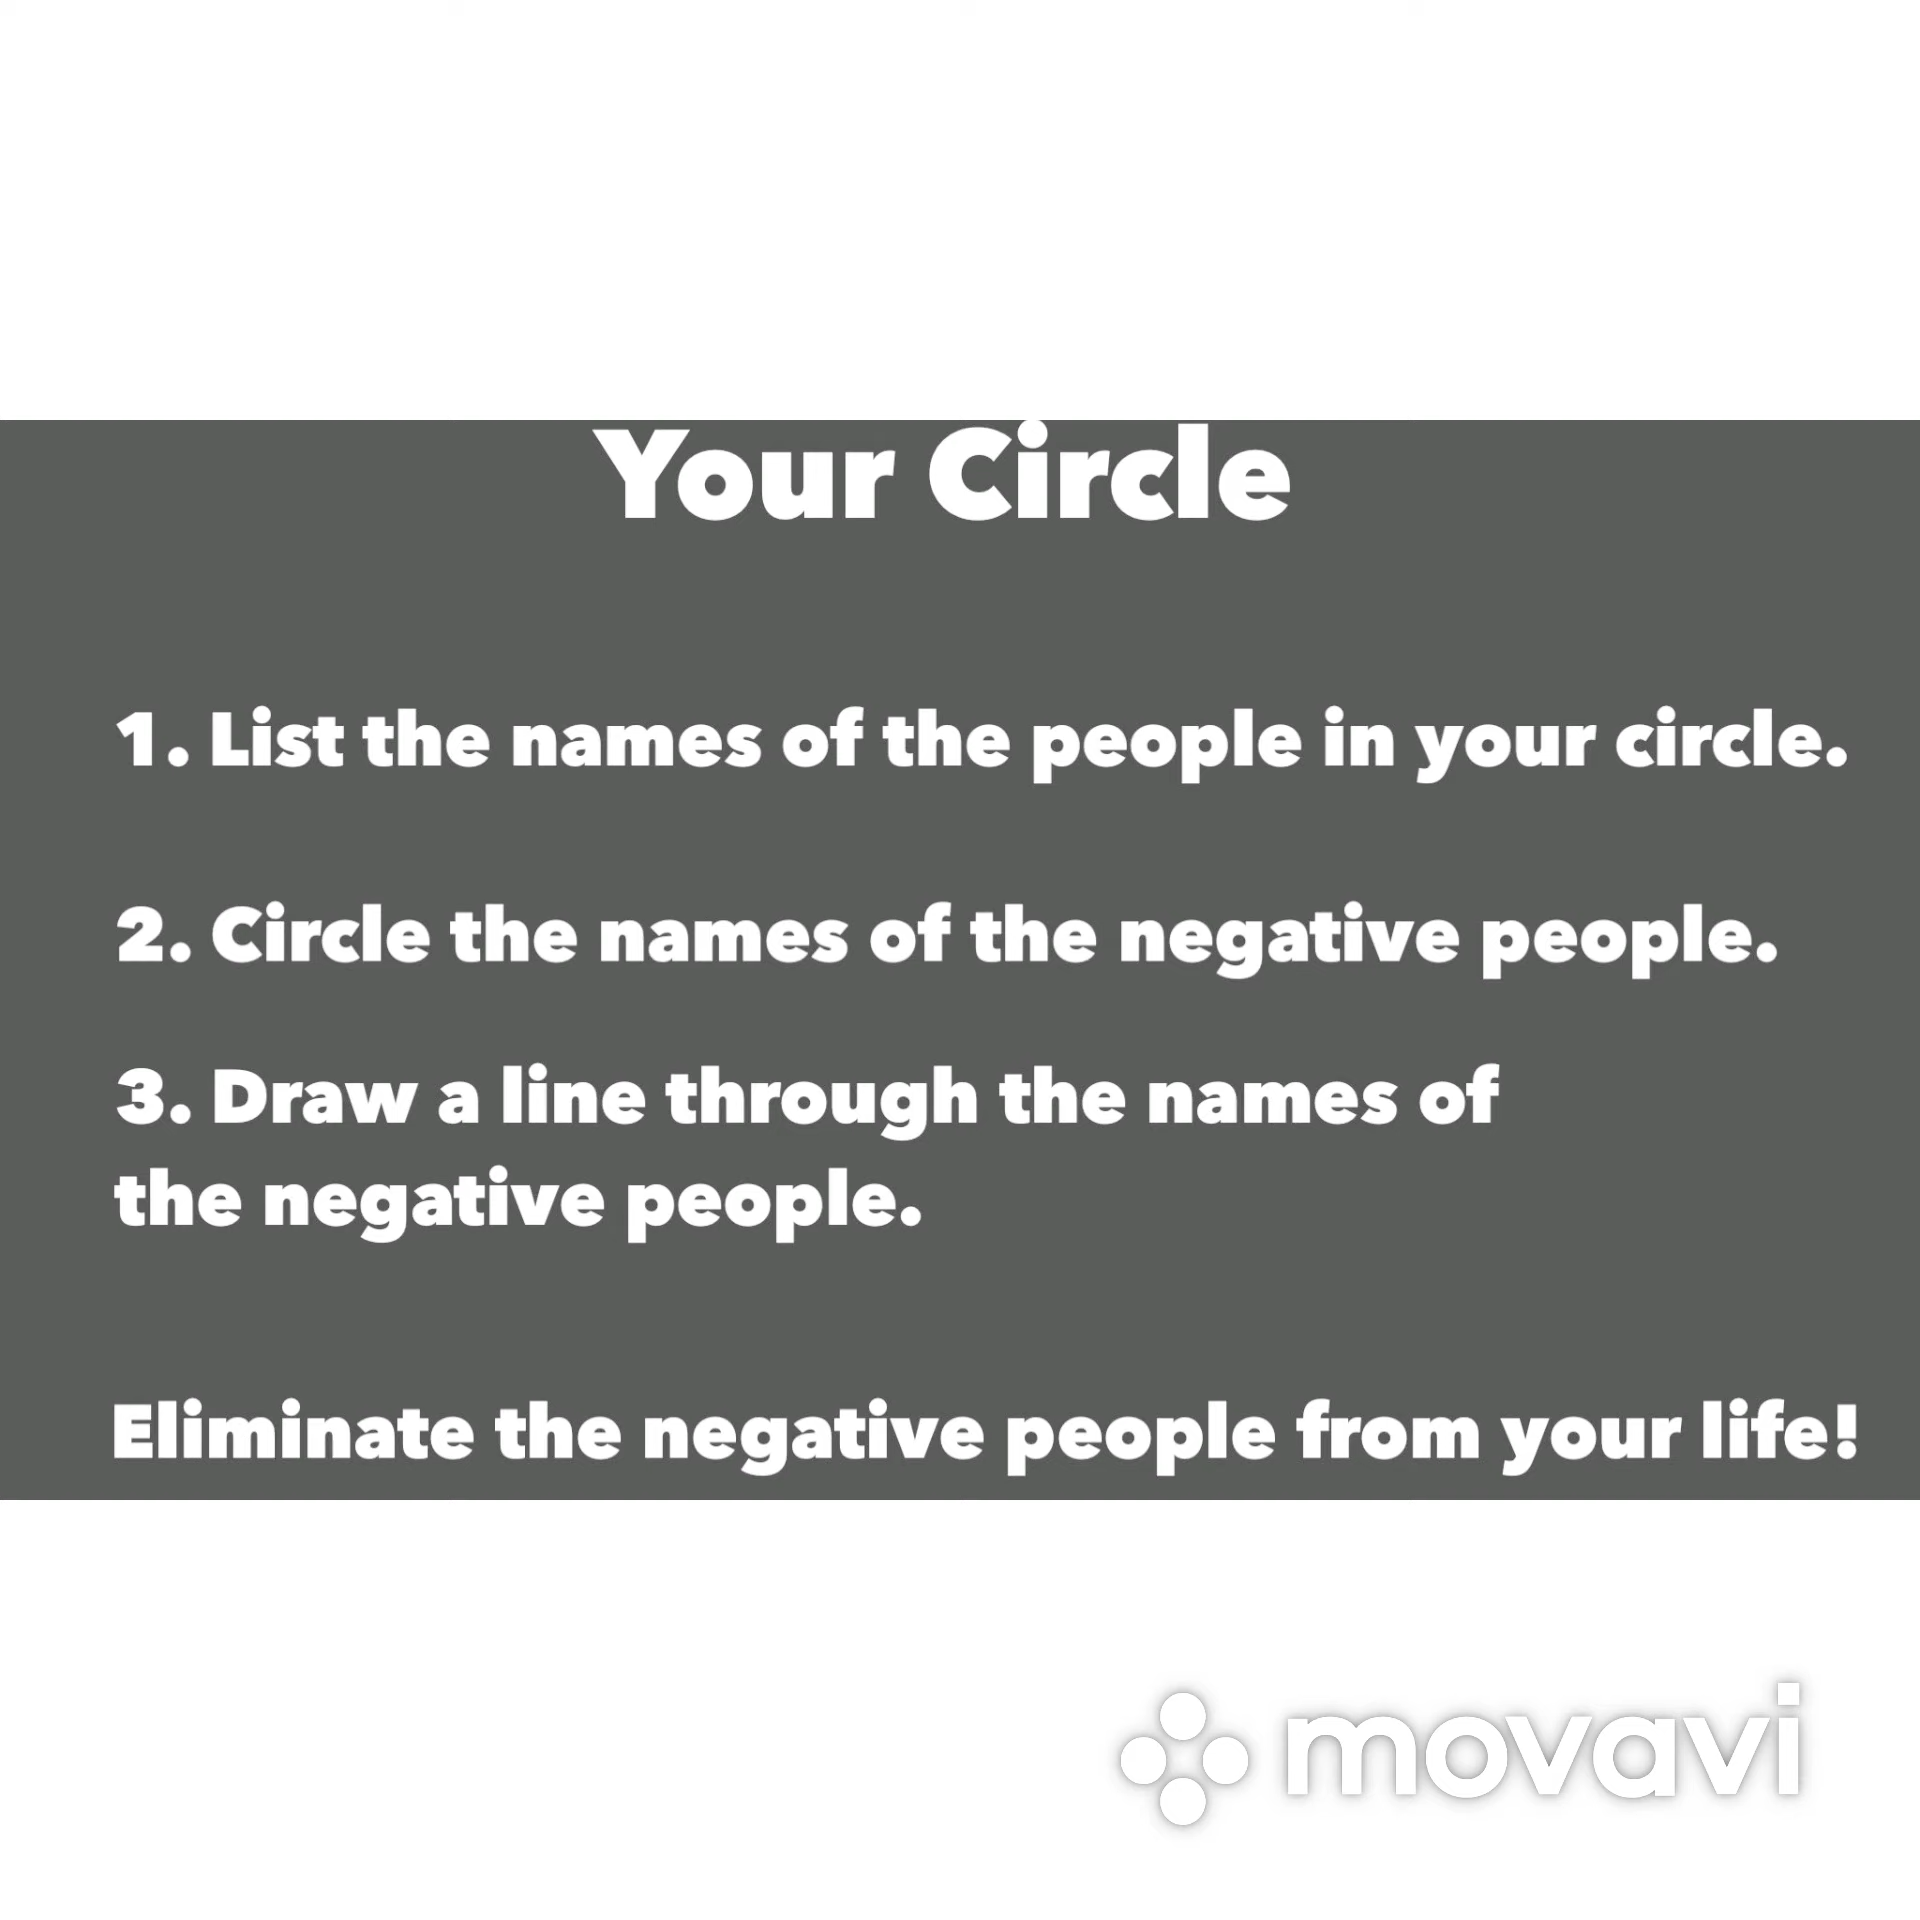 Your Circle
1. List the names of the people in your circle.
2. Circle the names of the negative people.
3. Draw a line through the names of
the negative people.
Eliminate the negative people from your life!
movavi